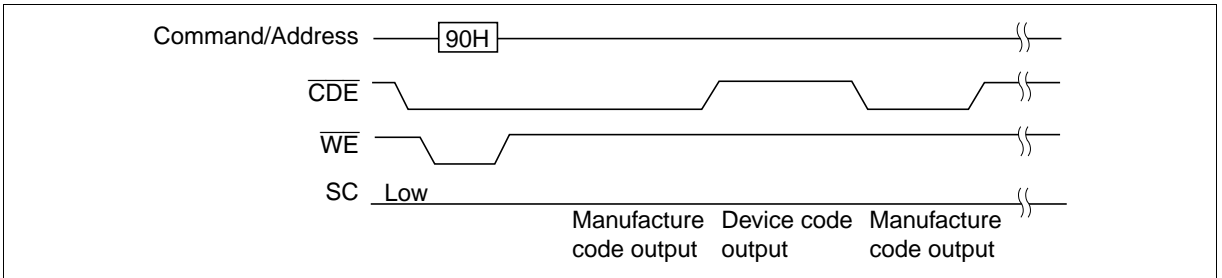 Command/Address
90H
CDE
WE
SC Low
Manufacture Device code Manufacture
code output output code output